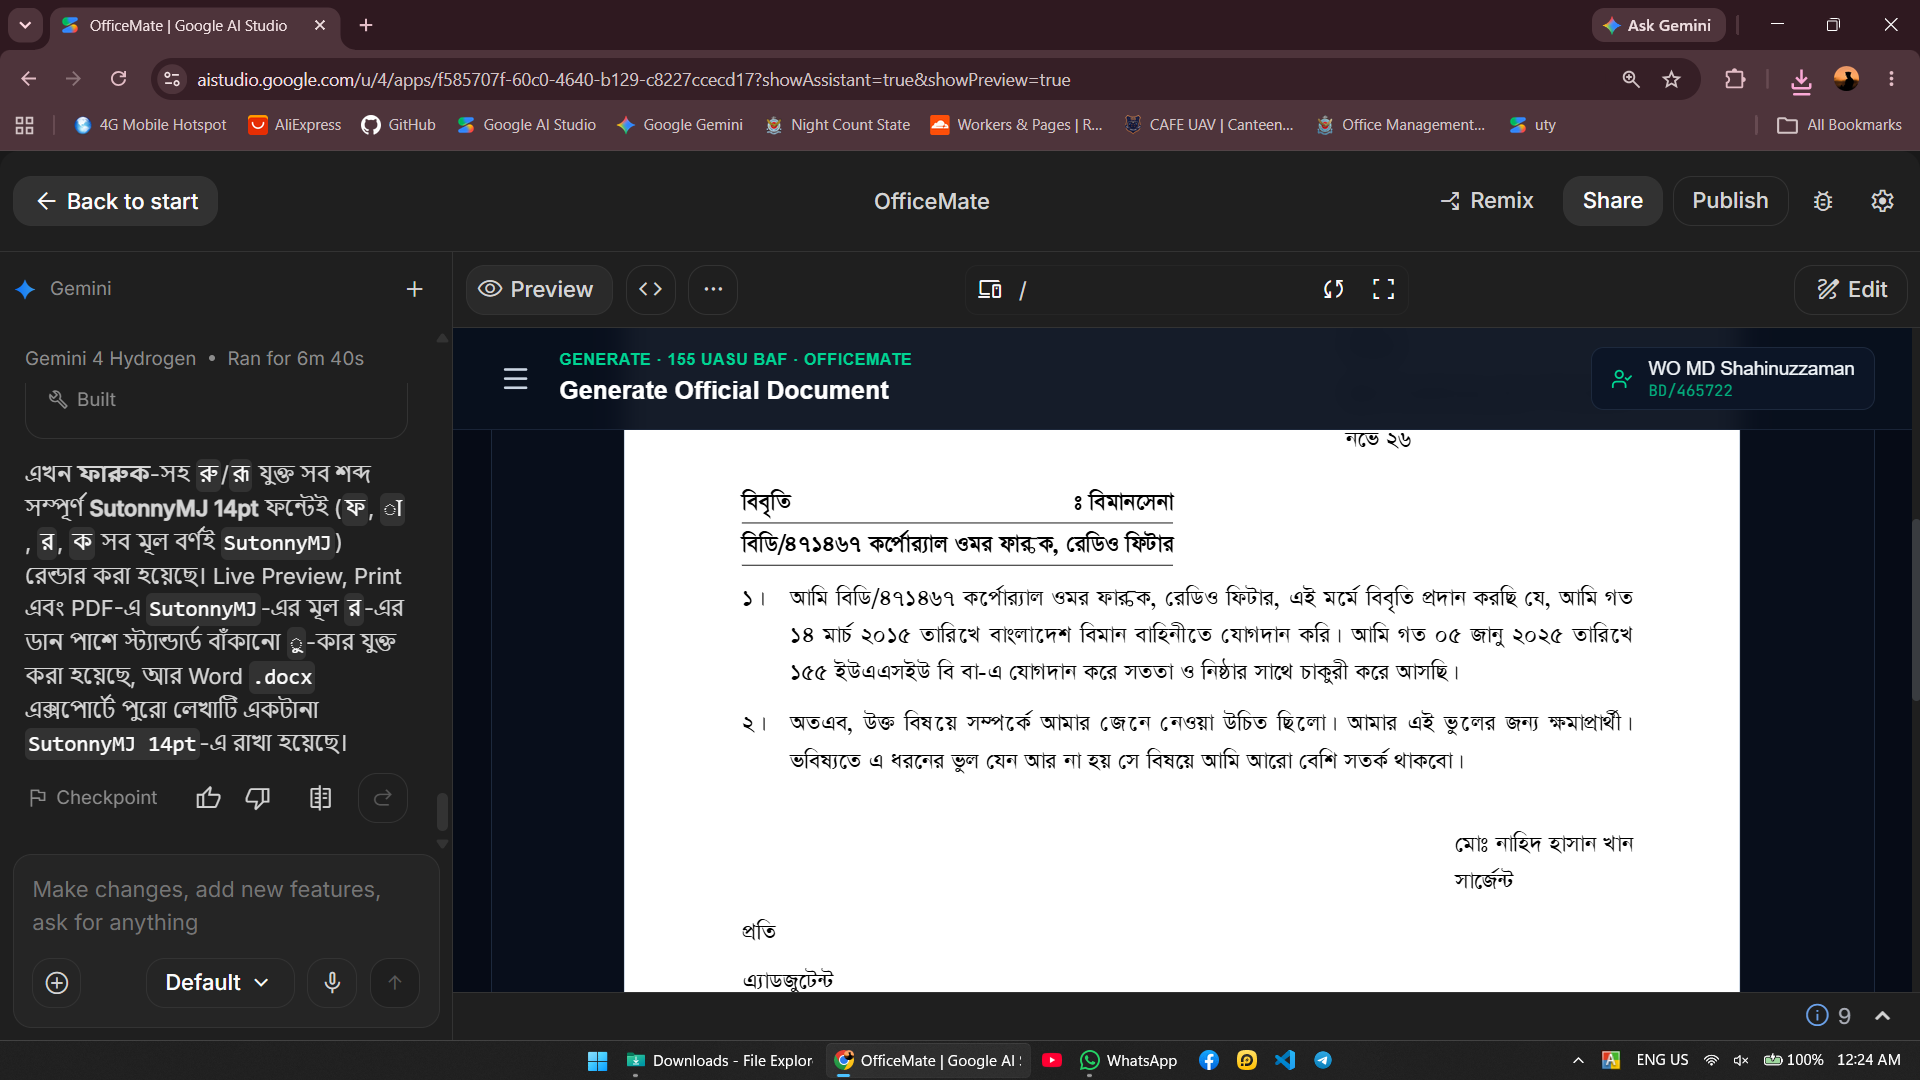 OfficeMate | Google AI Studio
Ask Gemini
aistudio.google.com/u/4/apps/f585707f-60c0-4640-b129-c8227ccecd17?showAssistant=true&showPreview=true
4G Mobile Hotspot
AliExpress
GitHub
Google AI Studio
Google Gemini
Night Count State
Workers & Pages | R...
CAFE UAV | Canteen...
Office Management...
uty
All Bookmarks
Back to start
OfficeMate
Remix
Share
Publish
Gemini
Preview
/
Edit
Gemini 4 Hydrogen • Ran for 6m 40s
Built
এখন ফারুক-সহ রু/রূ যুক্ত সব শব্দ
সম্পূর্ণ SutonnyMJ 14pt ফন্টেই (ফ, া
, র, ক সব মূল বর্ণই SutonnyMJ)
রেন্ডার করা হয়েছে। Live Preview, Print
এবং PDF-এ SutonnyMJ-এর মূল র-এর
ডান পাশে স্ট্যান্ডার্ড বাঁকানো ু-কার যুক্ত
করা হয়েছে, আর Word .docx
এক্সপোর্টে পুরো লেখাটি একটানা
SutonnyMJ 14pt-এ রাখা হয়েছে।
Checkpoint
Make changes, add new features,
ask for anything
Default
GENERATE · 155 UASU BAF · OFFICEMATE
Generate Official Document
WO MD Shahinuzzaman
BD/465722
নভে ২৬
বিবৃতি ঃ বিমানসেনা
বিডি/৪৭১৪৬৭ কর্পোর‍্যাল ওমর ফারুক, রেডিও ফিটার
১। আমি বিডি/৪৭১৪৬৭ কর্পোর‍্যাল ওমর ফারুক, রেডিও ফিটার, এই মর্মে বিবৃতি প্রদান করছি যে, আমি গত
১৪ মার্চ ২০১৫ তারিখে বাংলাদেশ বিমান বাহিনীতে যোগদান করি। আমি গত ০৫ জানু ২০২৫ তারিখে
১৫৫ ইউএএসইউ বি বা-এ যোগদান করে সততা ও নিষ্ঠার সাথে চাকুরী করে আসছি।
২। অতএব, উক্ত বিষয়ে সম্পর্কে আমার জেনে নেওয়া উচিত ছিলো। আমার এই ভুলের জন্য ক্ষমাপ্রার্থী।
ভবিষ্যতে এ ধরনের ভুল যেন আর না হয় সে বিষয়ে আমি আরো বেশি সতর্ক থাকবো।
মোঃ নাহিদ হাসান খান
সার্জেন্ট
প্রতি
এ্যাডজুটেন্ট
9
Downloads - File Explor
OfficeMate | Google AI S
WhatsApp
ENG US
100%
12:24 AM